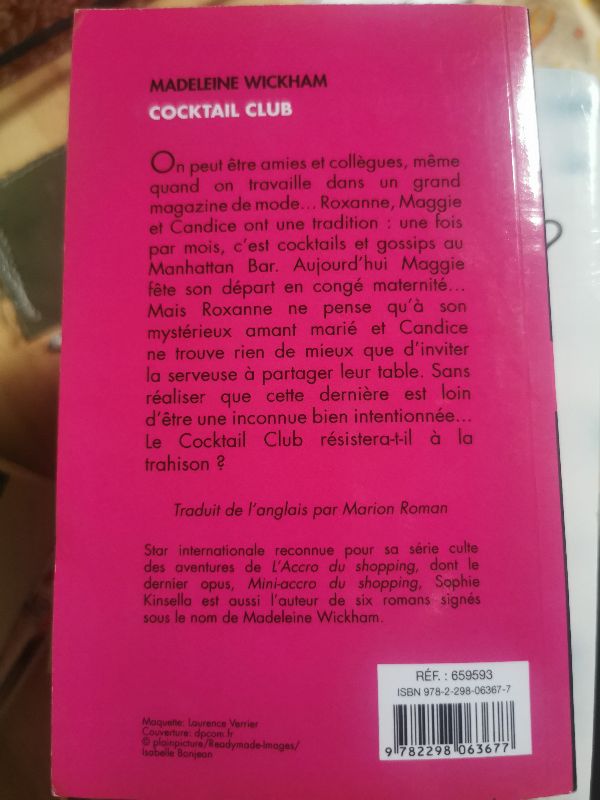 MADELEINE WICKHAM
COCKTAIL CLUB
On peut être amies et collègues, même
quand on travaille dans un grand
magazine de mode... Roxanne, Maggie
et Candice ont une tradition : une fois
par mois, c'est cocktails et gossips au
Manhattan Bar. Aujourd'hui Maggie
fête son départ en congé maternité...
Mais Roxanne ne pense qu'à son
mystérieux amant marié et Candice
ne trouve rien de mieux que d'inviter
la serveuse à partager leur table. Sans
réaliser que cette dernière est loin
d'être une inconnue bien intentionnée...
Le Cocktail Club résistera-t-il à la
trahison ?
Traduit de l'anglais par Marion Roman
Star internationale reconnue pour sa série culte
des aventures de L'Accro du shopping, dont le
dernier opus, Mini-accro du shopping, Sophie
Kinsella est aussi l'auteur de six romans signés
sous le nom de Madeleine Wickham.
RÉF. : 659593
ISBN 978-2-298-06367-7
9 782298 063677
Maquette: Laurence Verrier
Couverture: dpcom.fr
© plainpicture/Readymade-Images/
Isabelle Bonjean